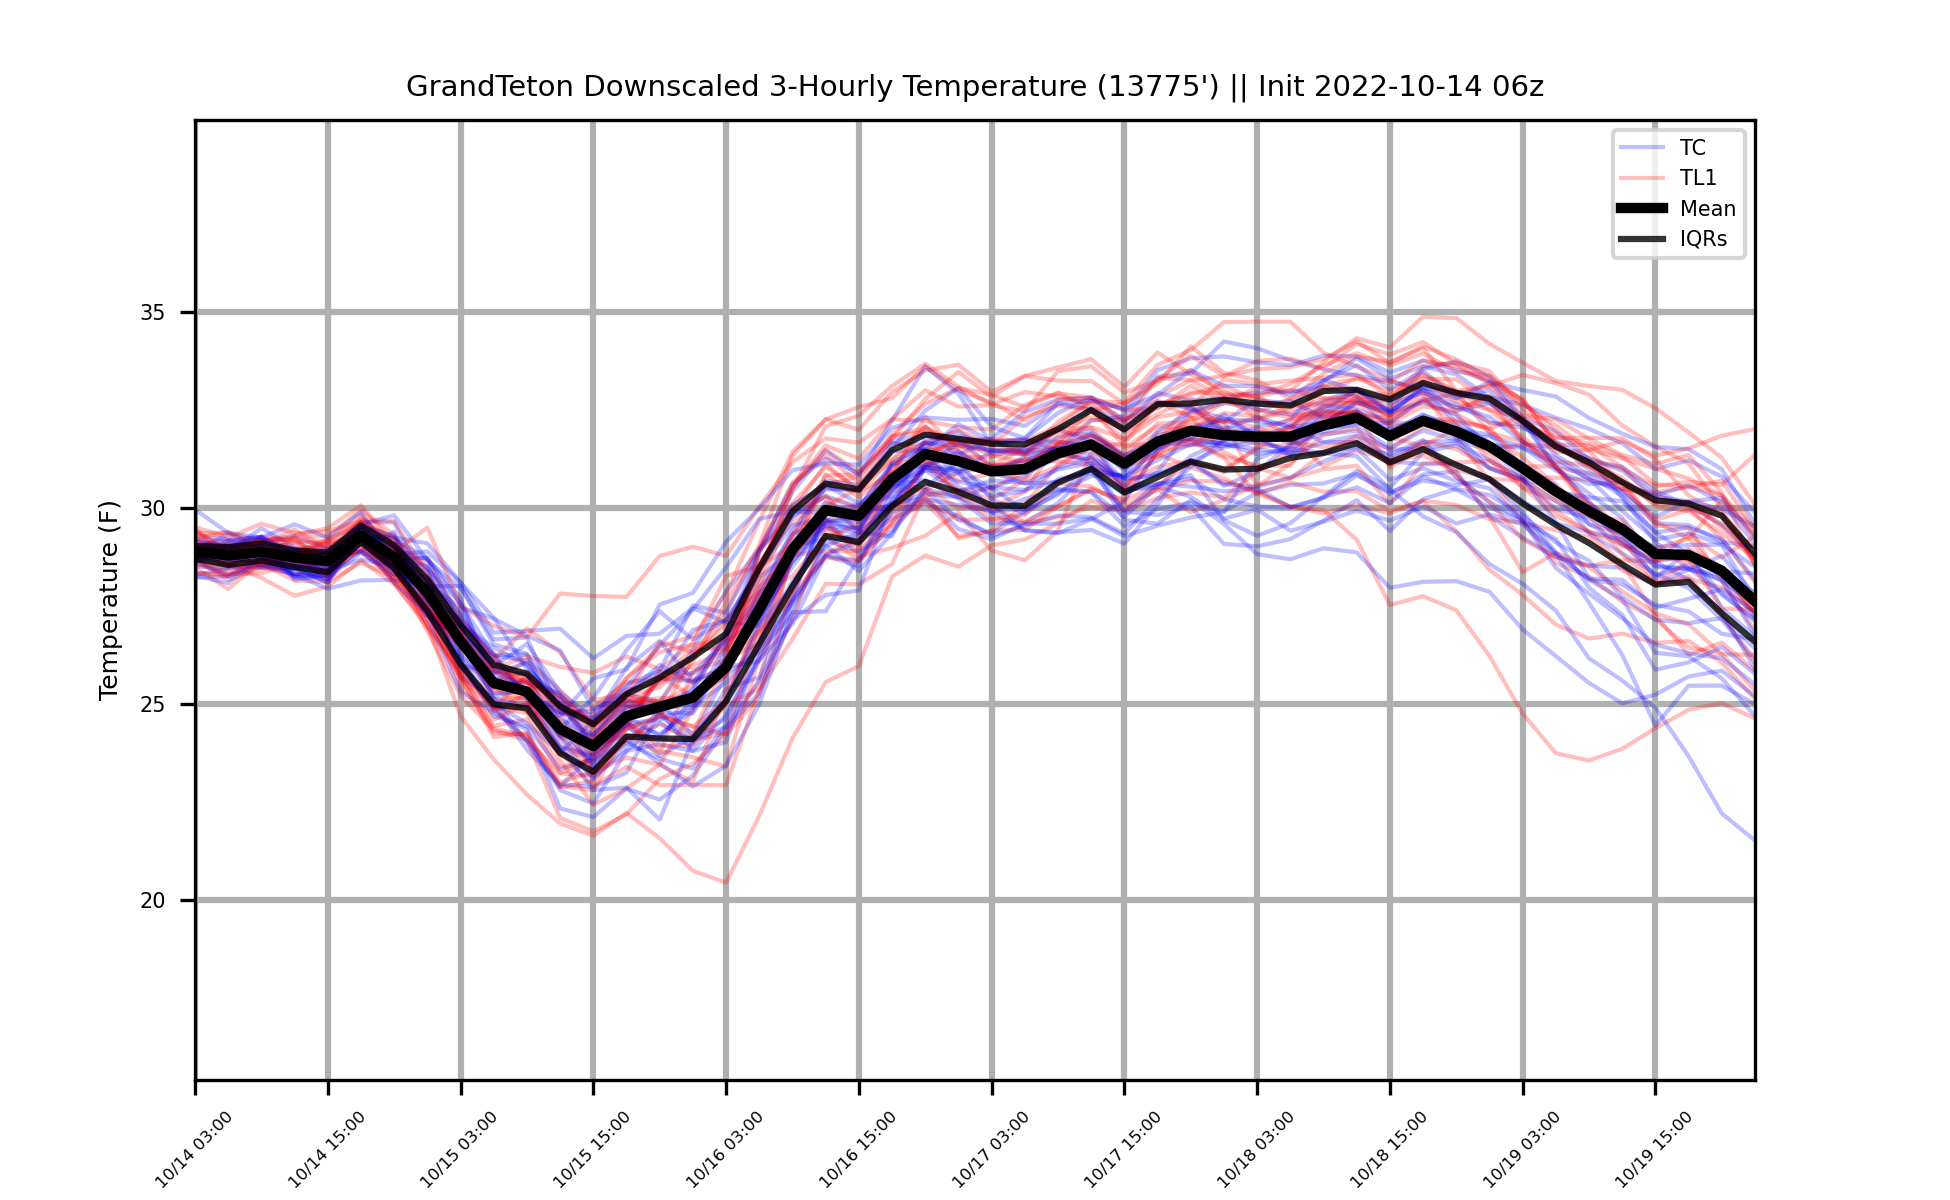 GrandTeton Downscaled 3-Hourly Temperature (13775') || Init 2022-10-14 06z
TC
TL1
Mean
IQRs
Temperature (F)
35
30
25
20
10/14 03:00
10/14 15:00
10/15 03:00
10/15 15:00
10/16 03:00
10/16 15:00
10/17 03:00
10/17 15:00
10/18 03:00
10/18 15:00
10/19 03:00
10/19 15:00